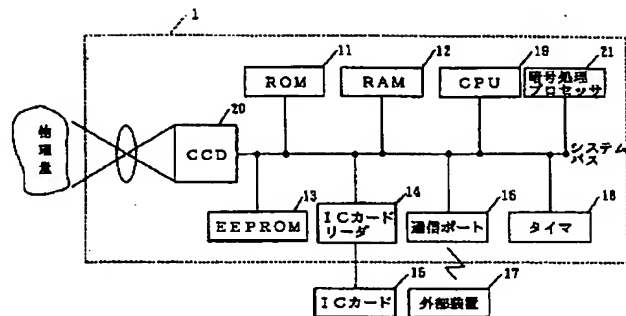 1
11
12
19
21
ROM
RAM
CPU
暗号処理
プロセッサ
20
物理量
CCD
システム
バス
13
14
16
18
EEPROM
ICカード
リーダ
通信ポート
タイマ
15
17
ICカード
外部装置